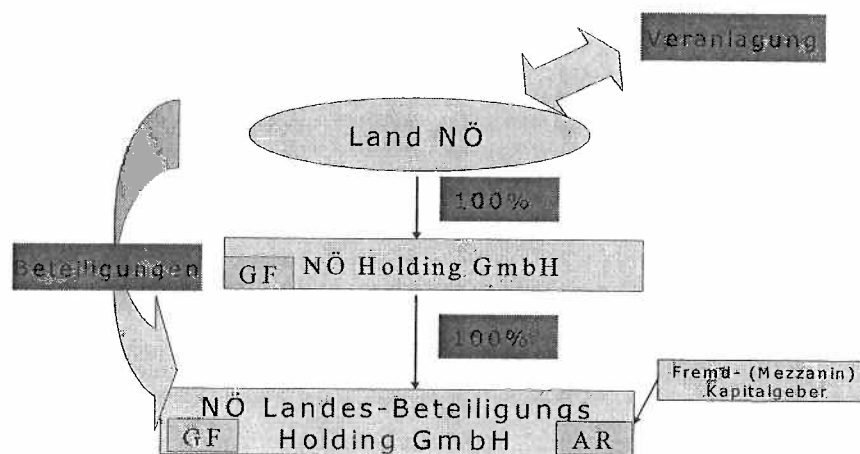 Veranlagung
Land NÖ
100%
Beteiligungen
GF
NÖ Holding GmbH
100%
Fremd- (Mezzanin)
Kapitalgeber
NÖ Landes-Beteiligungs
Holding GmbH
GF
AR